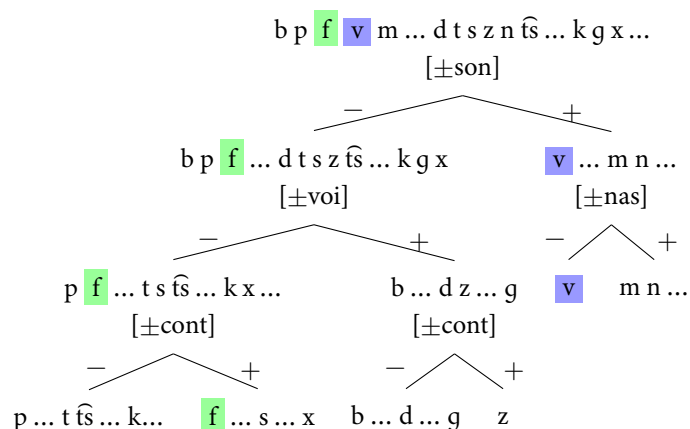 b p f v m ... d t s z n t͡s ... k ɡ x ...
[±son]
− +
b p f ... d t s z t͡s ... k ɡ x v ... m n ...
[±voi] [±nas]
− + − +
p f ... t s t͡s ... k x ... b ... d z ... ɡ v m n ...
[±cont] [±cont]
− + − +
p ... t t͡s ... k... f ... s ... x b ... d ... ɡ z